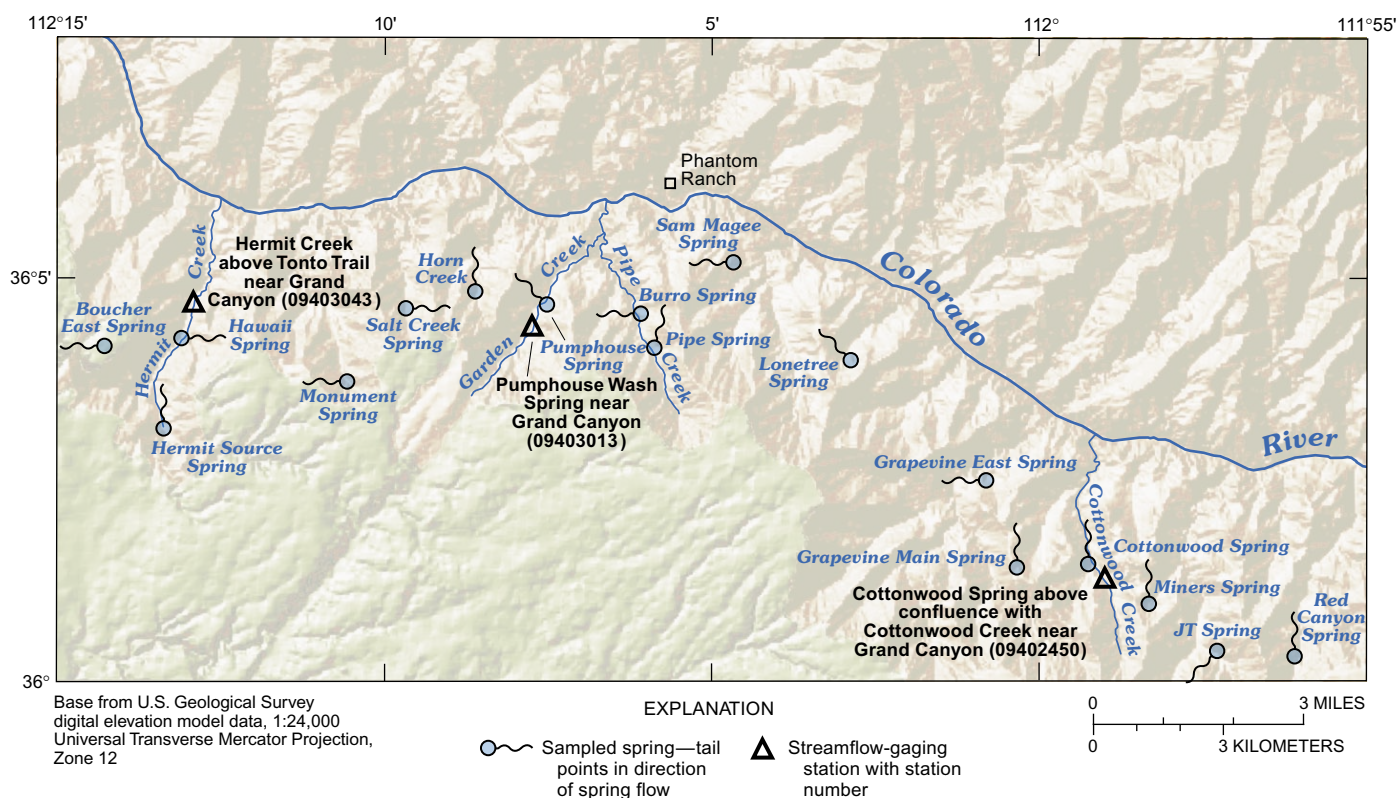 112°15'
10'
5'
112°
111°55'
36°5'
36°
Phantom
Ranch
Sam Magee
Spring
Colorado
River
Hermit Creek
above Tonto Trail
near Grand
Canyon (09403043)
Creek
Hermit
Boucher
East Spring
Hawaii
Spring
Hermit Source
Spring
Monument
Spring
Horn
Creek
Salt Creek
Spring
Creek
Garden
Pumphouse
Spring
Pumphouse Wash
Spring near
Grand Canyon
(09403013)
Pipe
Creek
Burro Spring
Pipe Spring
Lonetree
Spring
Grapevine East Spring
Grapevine Main Spring
Cottonwood Creek
Cottonwood Spring
Cottonwood Spring above
confluence with
Cottonwood Creek near
Grand Canyon (09402450)
Miners Spring
JT Spring
Red
Canyon
Spring
Base from U.S. Geological Survey
digital elevation model data, 1:24,000
Universal Transverse Mercator Projection,
Zone 12
EXPLANATION
Sampled spring—tail
points in direction
of spring flow
Streamflow-gaging
station with station
number
0 3 MILES
0 3 KILOMETERS